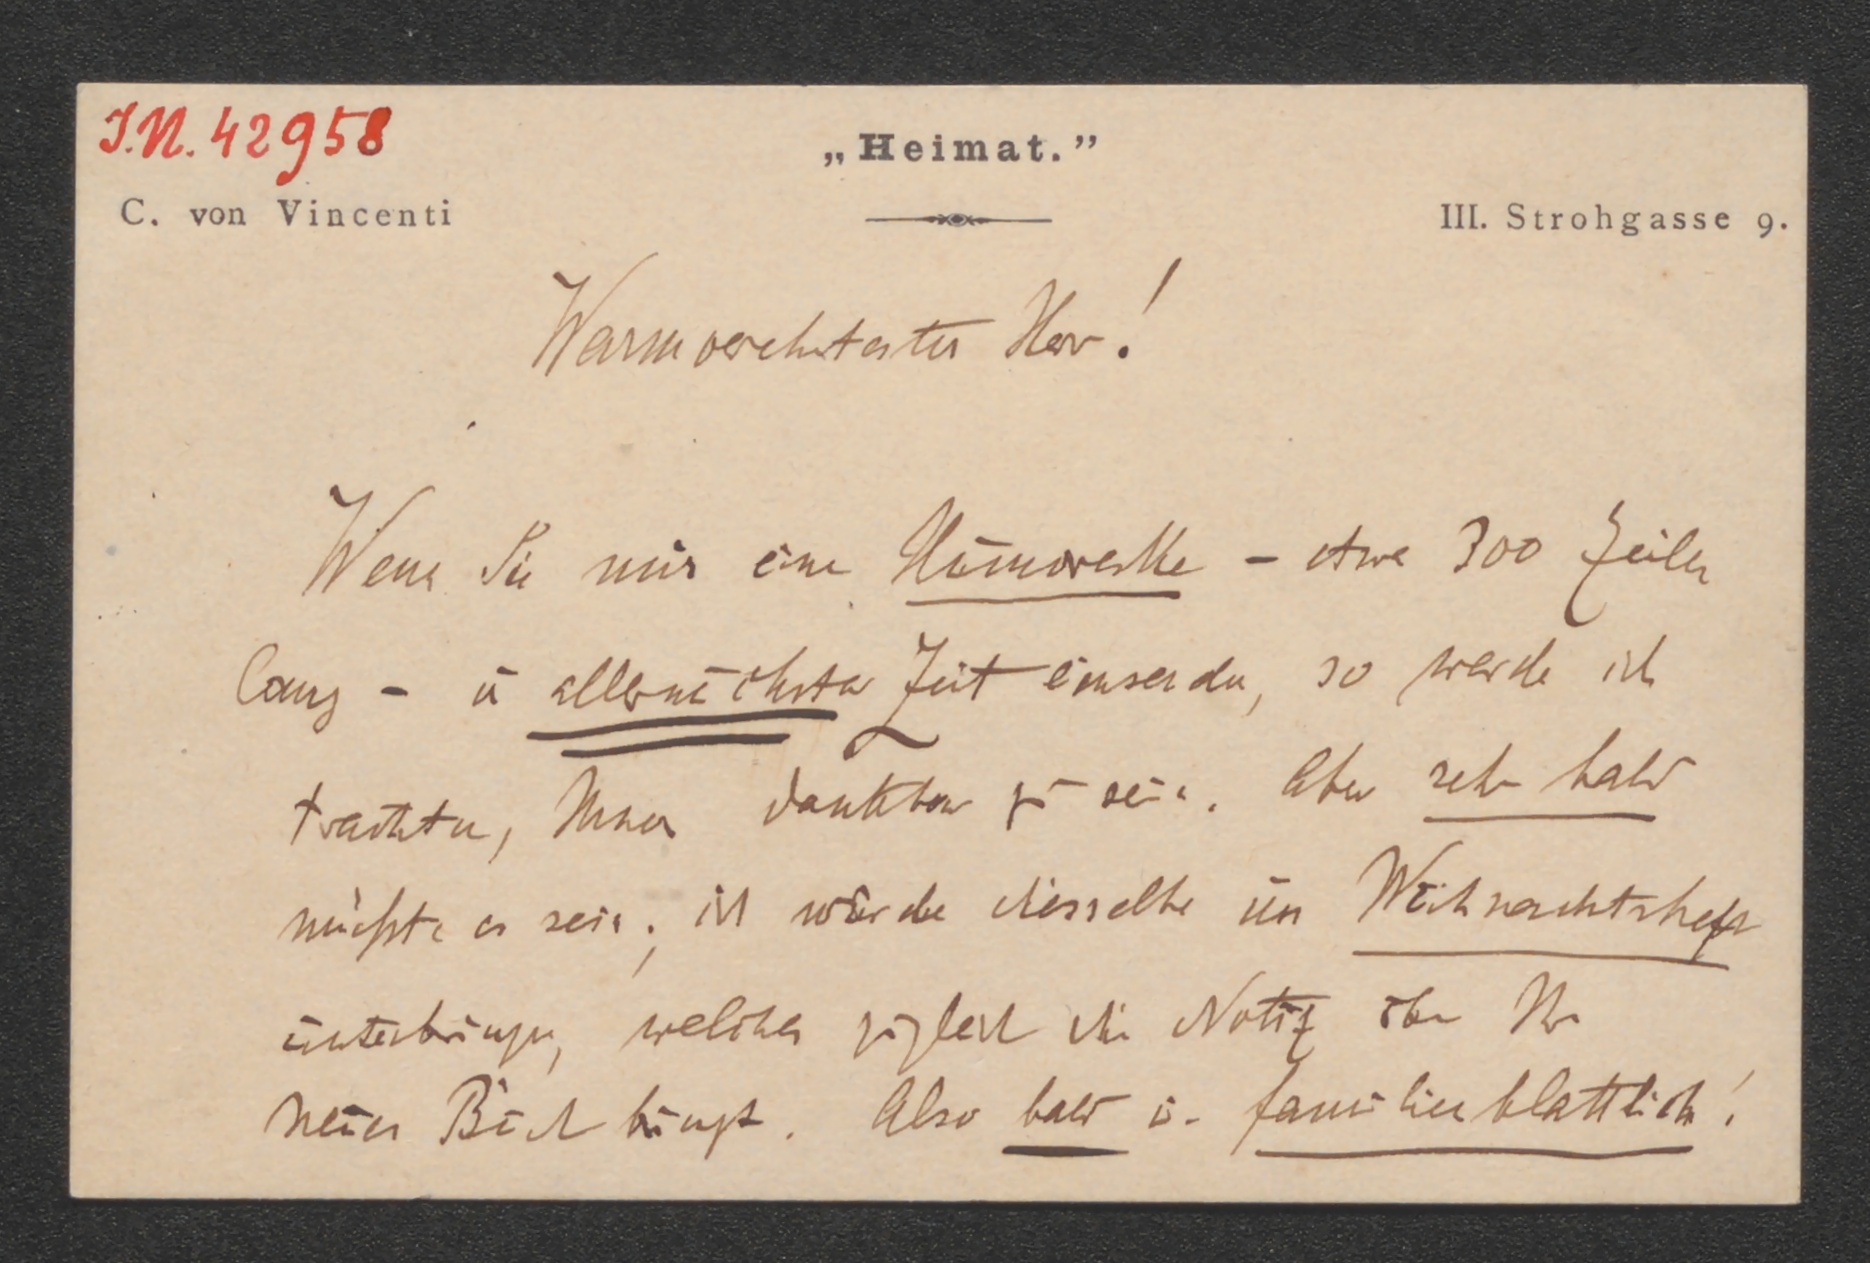 I.N. 42958
„Heimat.”
C. von Vincenti
III. Strohgasse 9.
Warmverehrtester Herr!
Wenn Sie mir eine Humoreske - etwa 300 Zeilen
lang - in allernächster Zeit einsenden, so werde ich
trachten, Ihnen dankbar zu sein. Aber sehr bald
müßte es sein; ich würde dieselbe im Weihnachtsheft
unterbringen, welches zugleich die Notiz über Ihr
neues Buch bringt. Also bald u. familienblattlich!